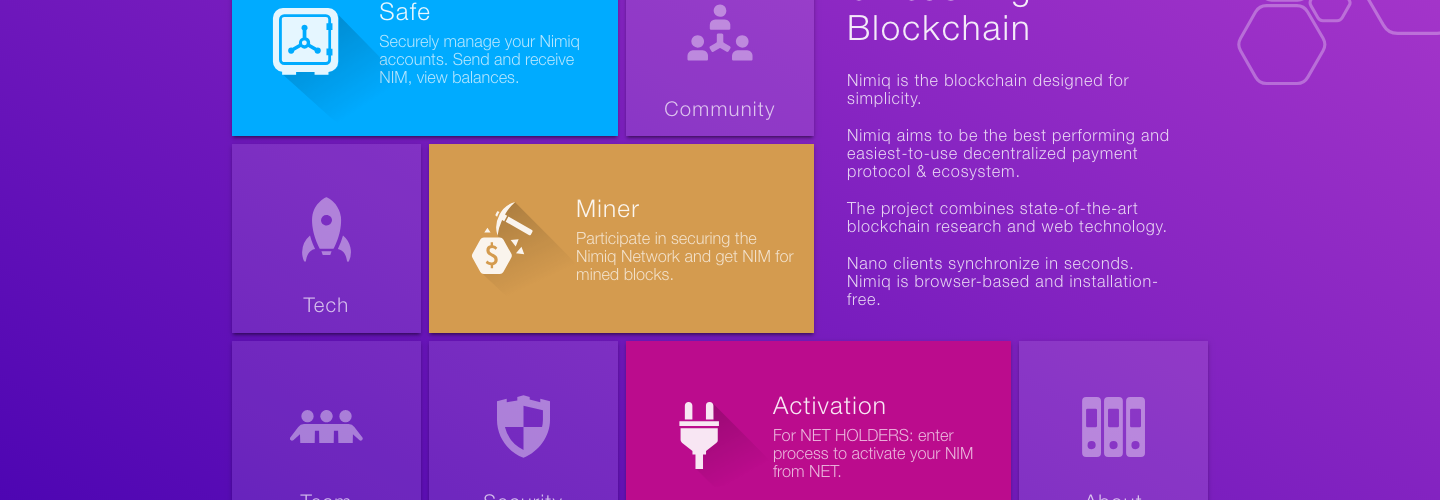 Safe
Securely manage your Nimiq
accounts. Send and receive
NIM, view balances.
Community
Blockchain
Nimiq is the blockchain designed for
simplicity.
Nimiq aims to be the best performing and
easiest-to-use decentralized payment
protocol & ecosystem.
The project combines state-of-the-art
blockchain research and web technology.
Nano clients synchronize in seconds.
Nimiq is browser-based and installation-
free.
Tech
$
Miner
Participate in securing the
Nimiq Network and get NIM for
mined blocks.
Team
Security
Activation
For NET HOLDERS: enter
process to activate your NIM
from NET.
About